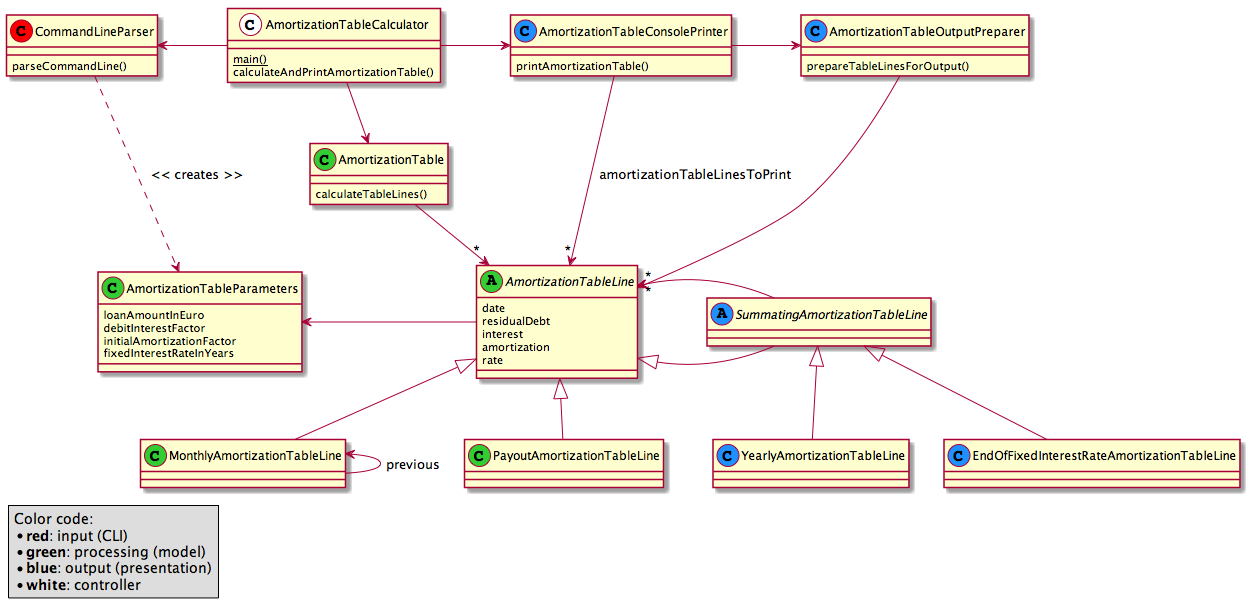 C CommandLineParser
parseCommandLine()
C AmortizationTableCalculator
main()
calculateAndPrintAmortizationTable()
C AmortizationTableConsolePrinter
printAmortizationTable()
C AmortizationTableOutputPreparer
prepareTableLinesForOutput()
C AmortizationTable
calculateTableLines()
<< creates >>
amortizationTableLinesToPrint
*
*
*
*
C AmortizationTableParameters
loanAmountInEuro
debitInterestFactor
initialAmortizationFactor
fixedInterestRateInYears
A AmortizationTableLine
date
residualDebt
interest
amortization
rate
A SummatingAmortizationTableLine
C MonthlyAmortizationTableLine
previous
C PayoutAmortizationTableLine
C YearlyAmortizationTableLine
C EndOfFixedInterestRateAmortizationTableLine
Color code:
• red: input (CLI)
• green: processing (model)
• blue: output (presentation)
• white: controller